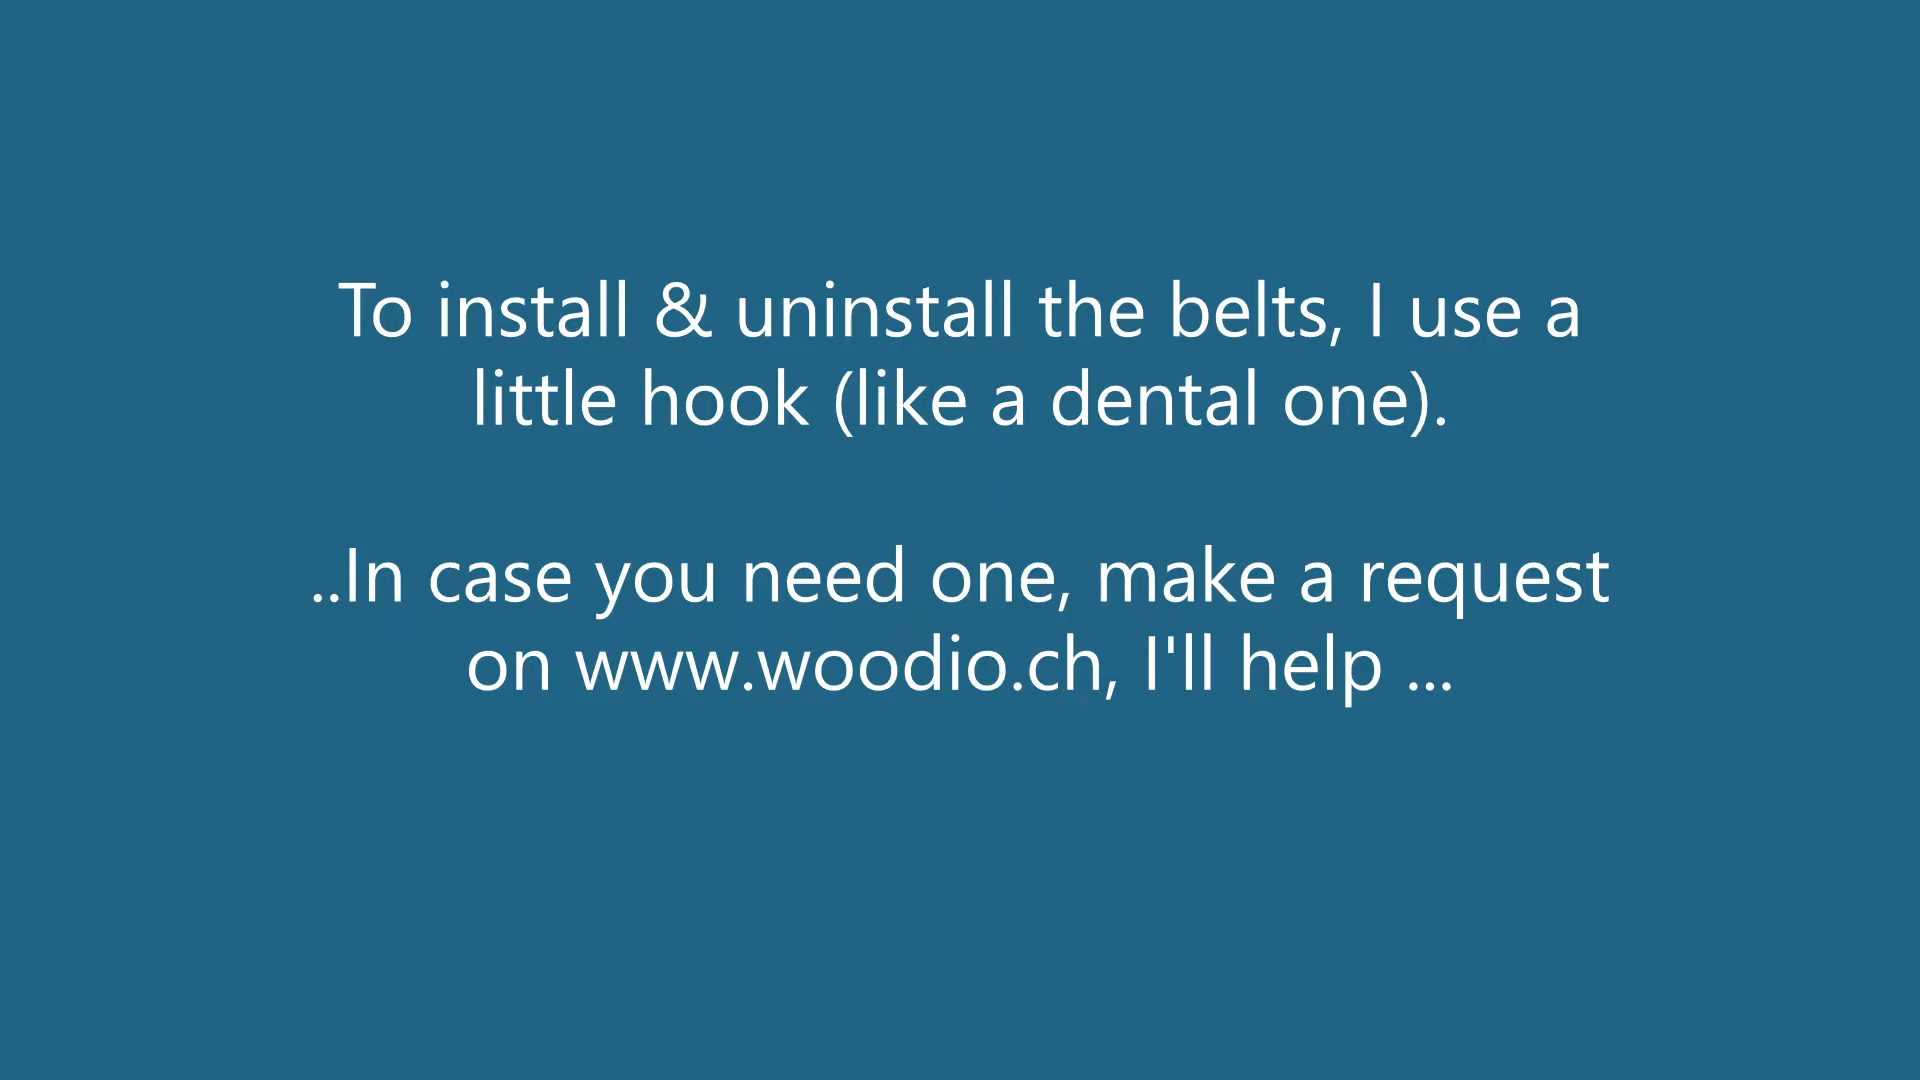 To install & uninstall the belts, I use a
little hook (like a dental one).
..In case you need one, make a request
on www.woodio.ch, I'll help ...